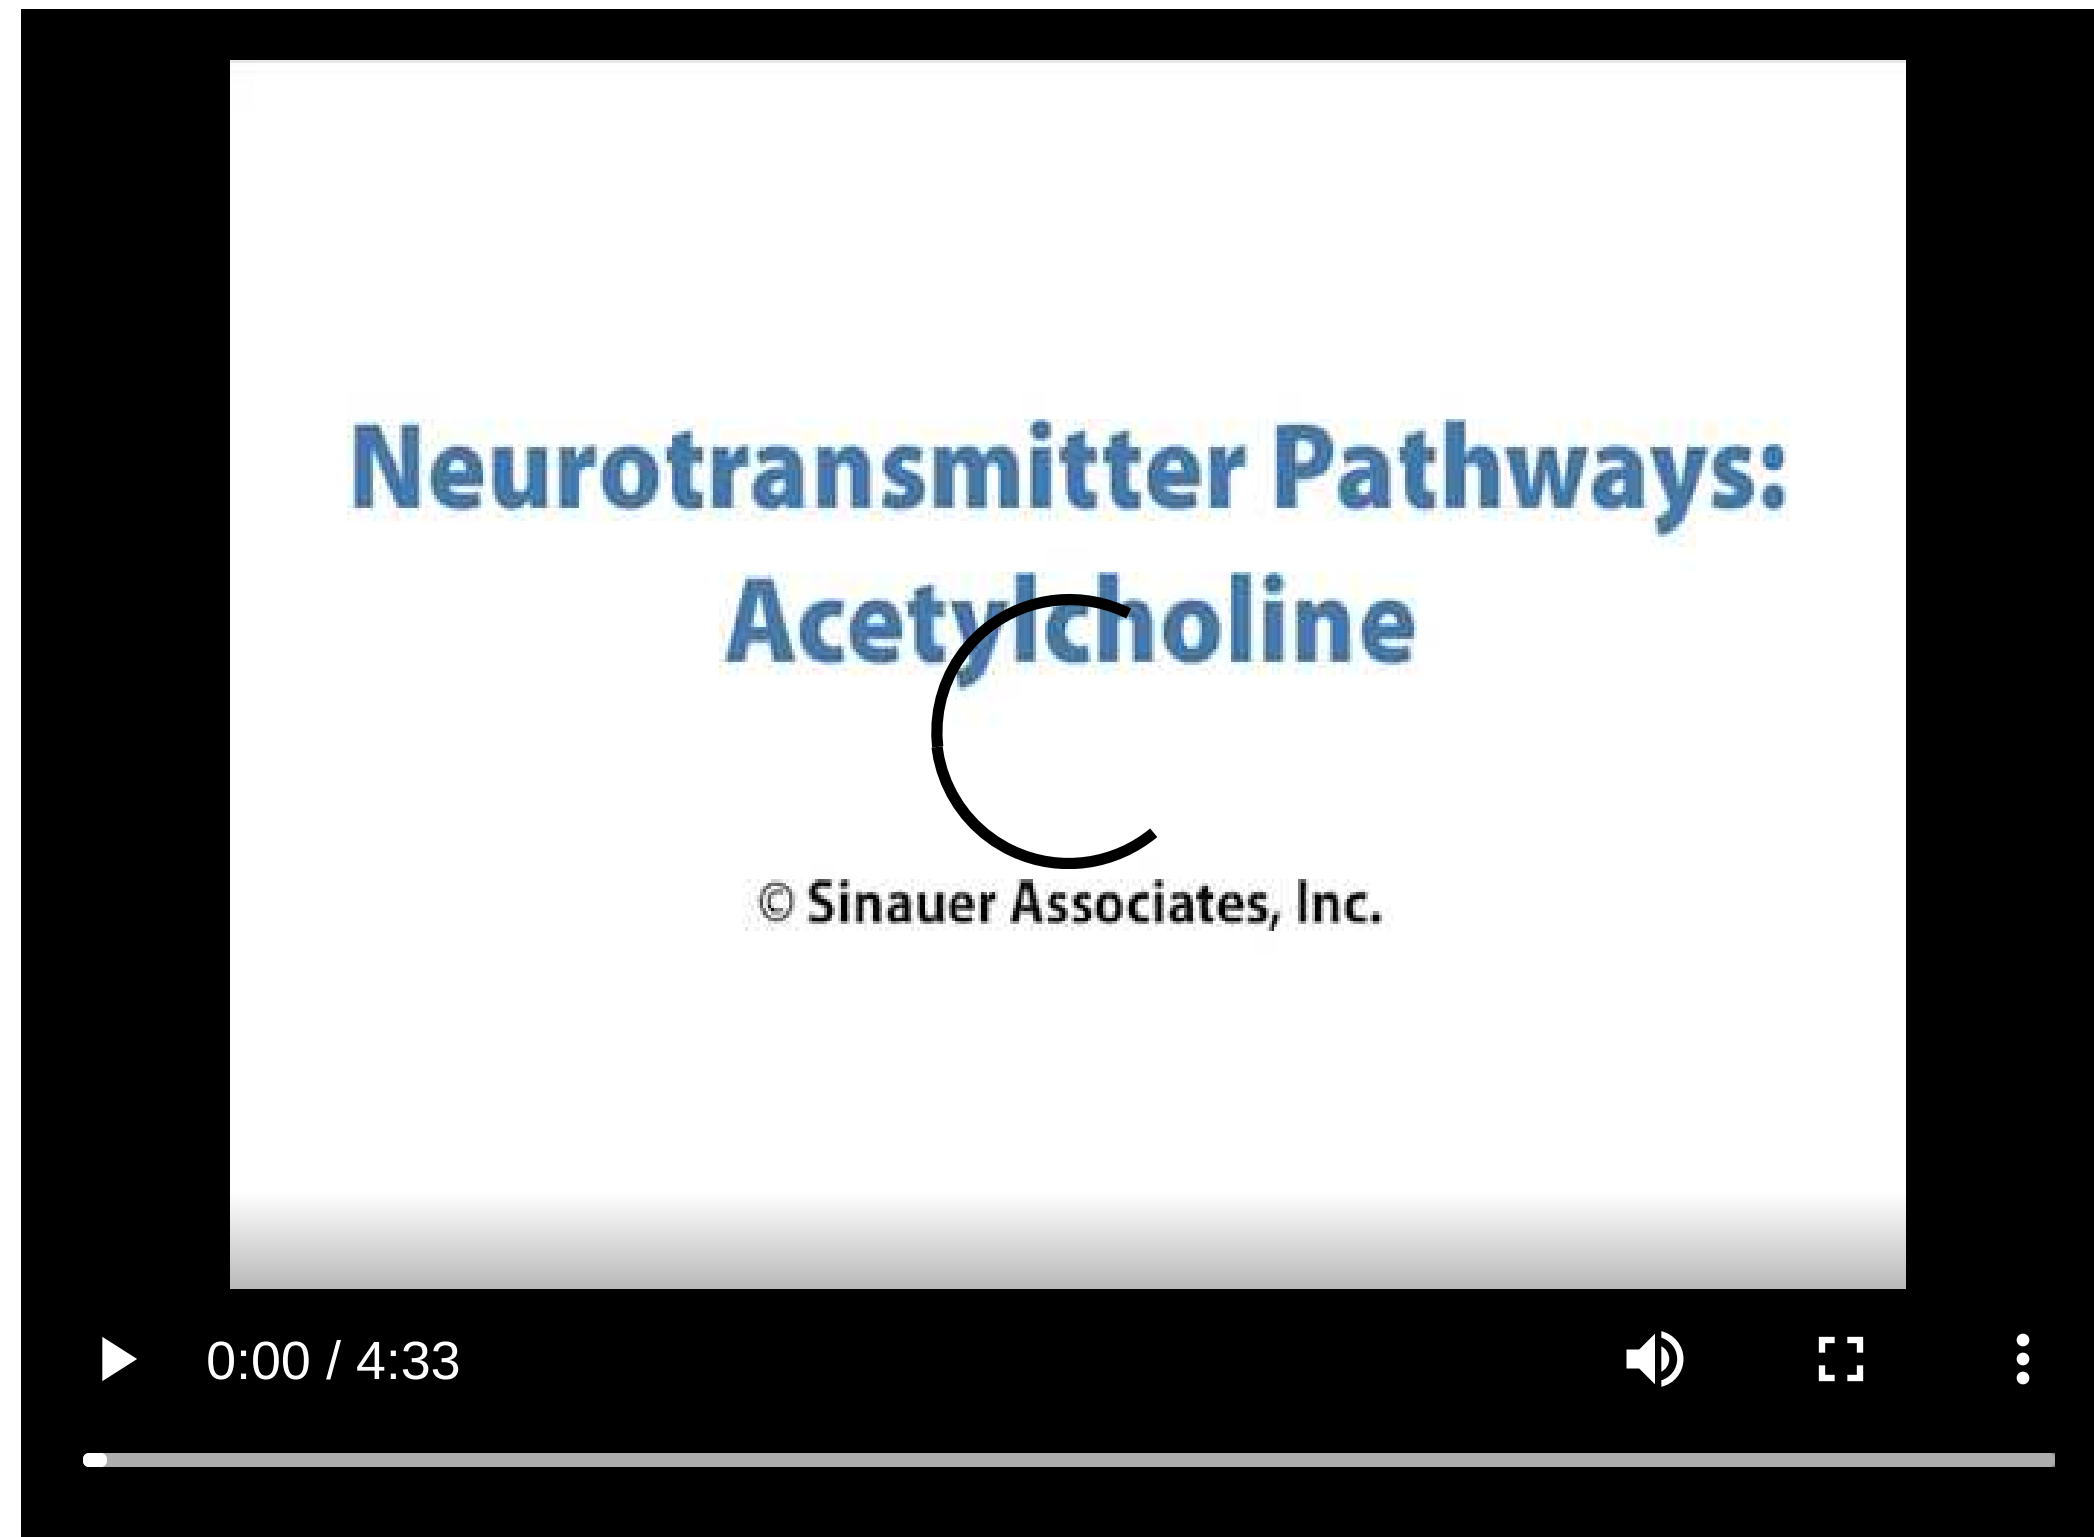 Neurotransmitter Pathways:
Acetylcholine
© Sinauer Associates, Inc.
0:00 / 4:33